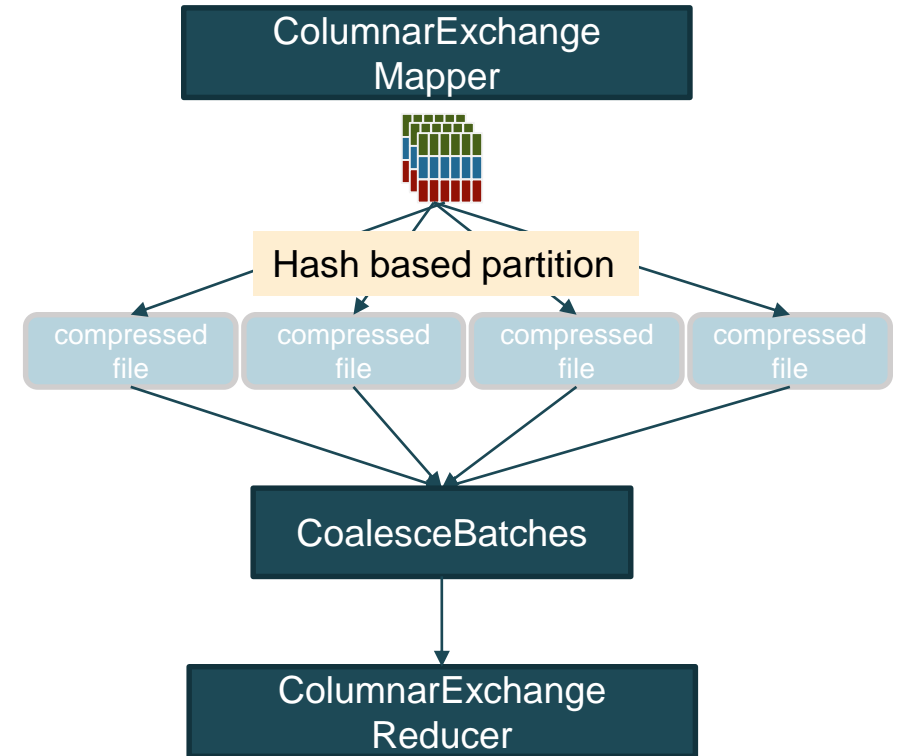 ColumnarExchange
Mapper
Hash based partition
compressed
file
compressed
file
compressed
file
compressed
file
CoalesceBatches
ColumnarExchange
Reducer